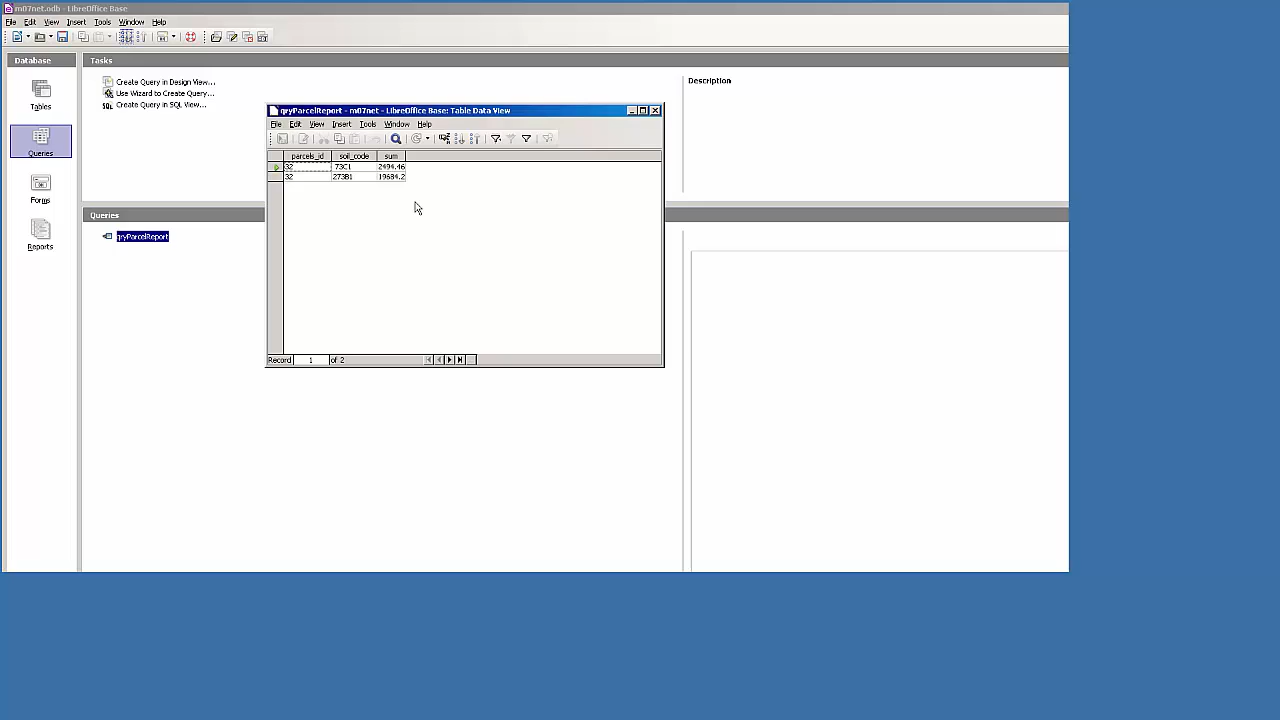 m07net.odb - LibreOffice Base
File Edit View Insert Tools Window Help
Database
Tasks
Tables
Queries
Forms
Reports
Create Query in Design View...
Use Wizard to Create Query...
SQL Create Query in SQL View...
Description
Queries
qryParcelReport
qryParcelReport - m07net - LibreOffice Base: Table Data View
File Edit View Insert Tools Window Help
parcels_id soil_code sum
32 73C1 2494.46
32 273B1 19684.2
Record 1 of 2